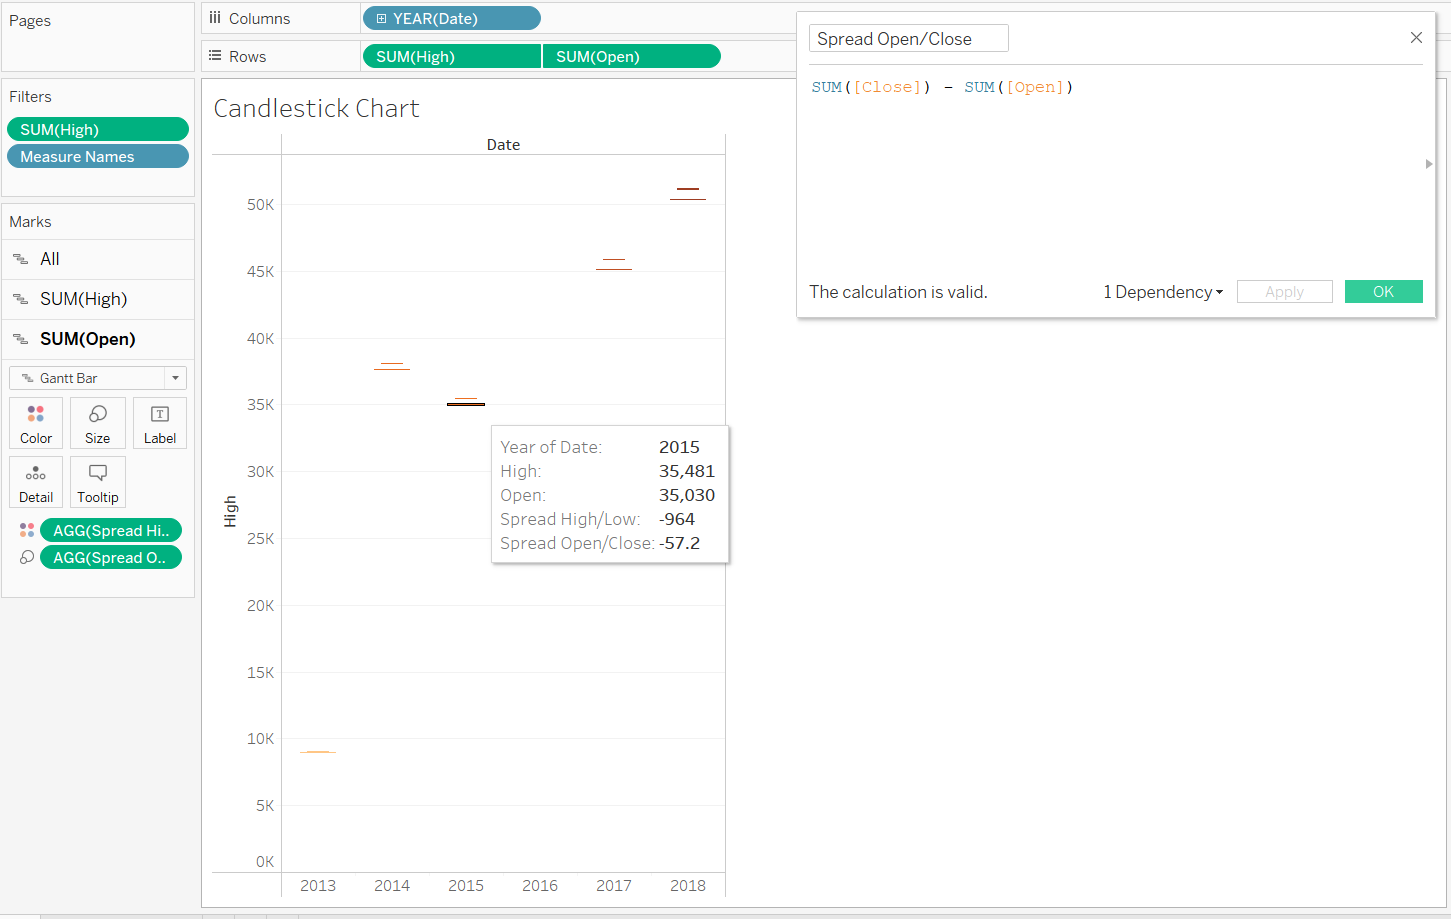 Pages
Columns
YEAR(Date)
Rows
SUM(High)
SUM(Open)
Filters
SUM(High)
Measure Names
Marks
All
SUM(High)
SUM(Open)
Gantt Bar
Color
Size
Label
T
Detail
Tooltip
AGG(Spread Hi..
AGG(Spread O..
Candlestick Chart
Date
High
50K
45K
40K
35K
30K
25K
20K
15K
10K
5K
0K
2013
2014
2015
2016
2017
2018
Year of Date: 2015
High: 35,481
Open: 35,030
Spread High/Low: -964
Spread Open/Close: -57.2
Spread Open/Close
SUM([Close]) - SUM([Open])
The calculation is valid.
1 Dependency
Apply
OK